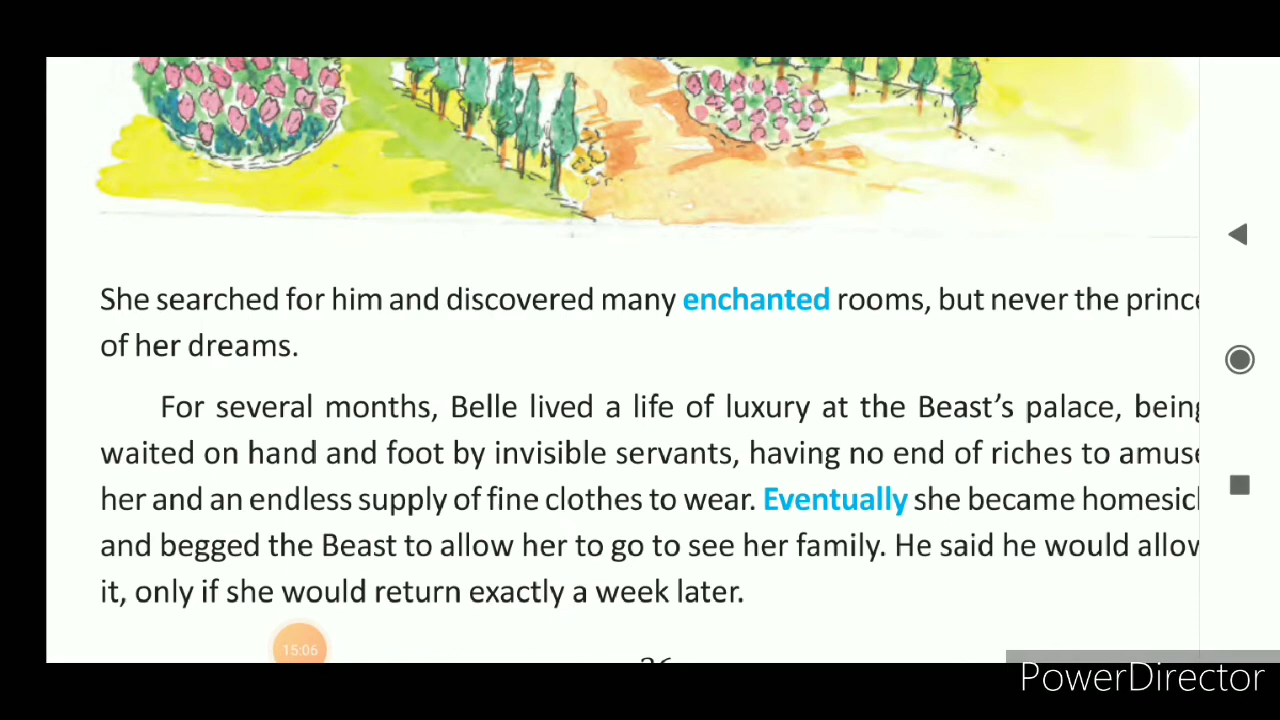 She searched for him and discovered many enchanted rooms, but never the prince
of her dreams.
For several months, Belle lived a life of luxury at the Beast's palace, being
waited on hand and foot by invisible servants, having no end of riches to amuse
her and an endless supply of fine clothes to wear. Eventually she became homesick
and begged the Beast to allow her to go to see her family. He said he would allow
it, only if she would return exactly a week later.
15:06
PowerDirector